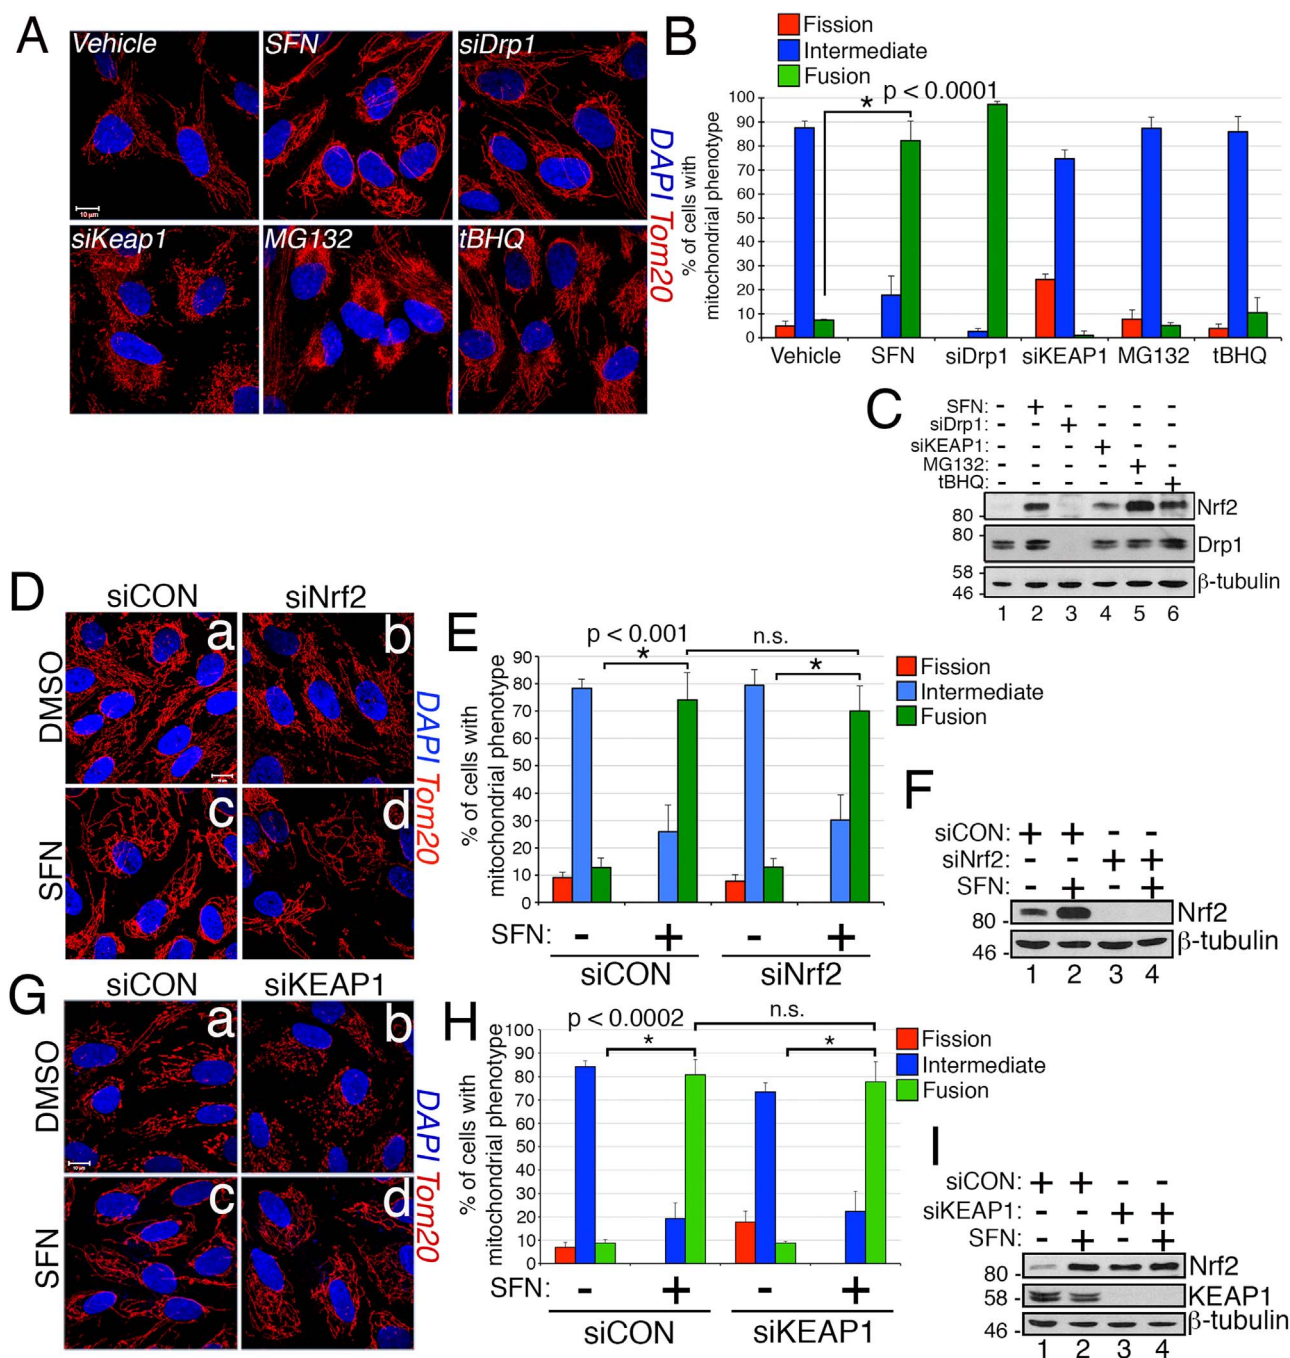 A
Vehicle
SFN
siDrp1
siKeap1
MG132
tBHQ
DAPI Tom20
10 µm
B
Fission
Intermediate
Fusion
p < 0.0001
*
% of cells with
mitochondrial phenotype
100
90
80
70
60
50
40
30
20
10
0
Vehicle SFN siDrp1 siKEAP1 MG132 tBHQ
C
SFN: - + - - - -
siDrp1: - - + - - -
siKEAP1: - - - + - -
MG132: - - - - + -
tBHQ: - - - - - +
80 - Nrf2
80 - Drp1
58 -
46 - β-tubulin
1 2 3 4 5 6
D
siCON siNrf2
DMSO
SFN
a b
c d
DAPI Tom20
E
p < 0.001
n.s.
* *
Fission
Intermediate
Fusion
% of cells with
mitochondrial phenotype
90
80
70
60
50
40
30
20
10
0
SFN: - + - +
siCON siNrf2
F
siCON: + + - -
siNrf2: - - + +
SFN: - + - +
80 - Nrf2
46 - β-tubulin
1 2 3 4
G
siCON siKEAP1
DMSO
SFN
a b
c d
10 µm
DAPI Tom20
H
p < 0.0002
n.s.
* *
Fission
Intermediate
Fusion
% of cells with
mitochondrial phenotype
100
90
80
70
60
50
40
30
20
10
0
SFN: - + - +
siCON siKEAP1
I
siCON: + + - -
siKEAP1: - - + +
SFN: - + - +
80 - Nrf2
58 - KEAP1
46 - β-tubulin
1 2 3 4